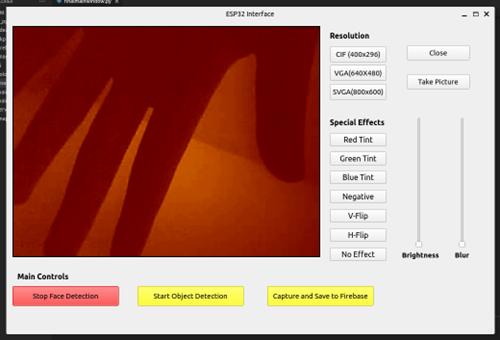 ESP32 Interface
Resolution
CIF (400x296)
VGA(640X480)
SVGA(800x600)
Close
Take Picture
Special Effects
Red Tint
Green Tint
Blue Tint
Negative
V-Flip
H-Flip
No Effect
Brightness
Blur
Main Controls
Stop Face Detection
Start Object Detection
Capture and Save to Firebase